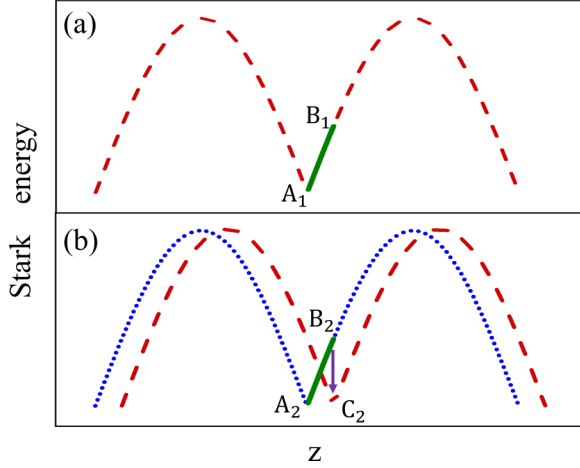 (a)
B₁
A₁
(b)
B₂
A₂
C₂
Stark energy
z